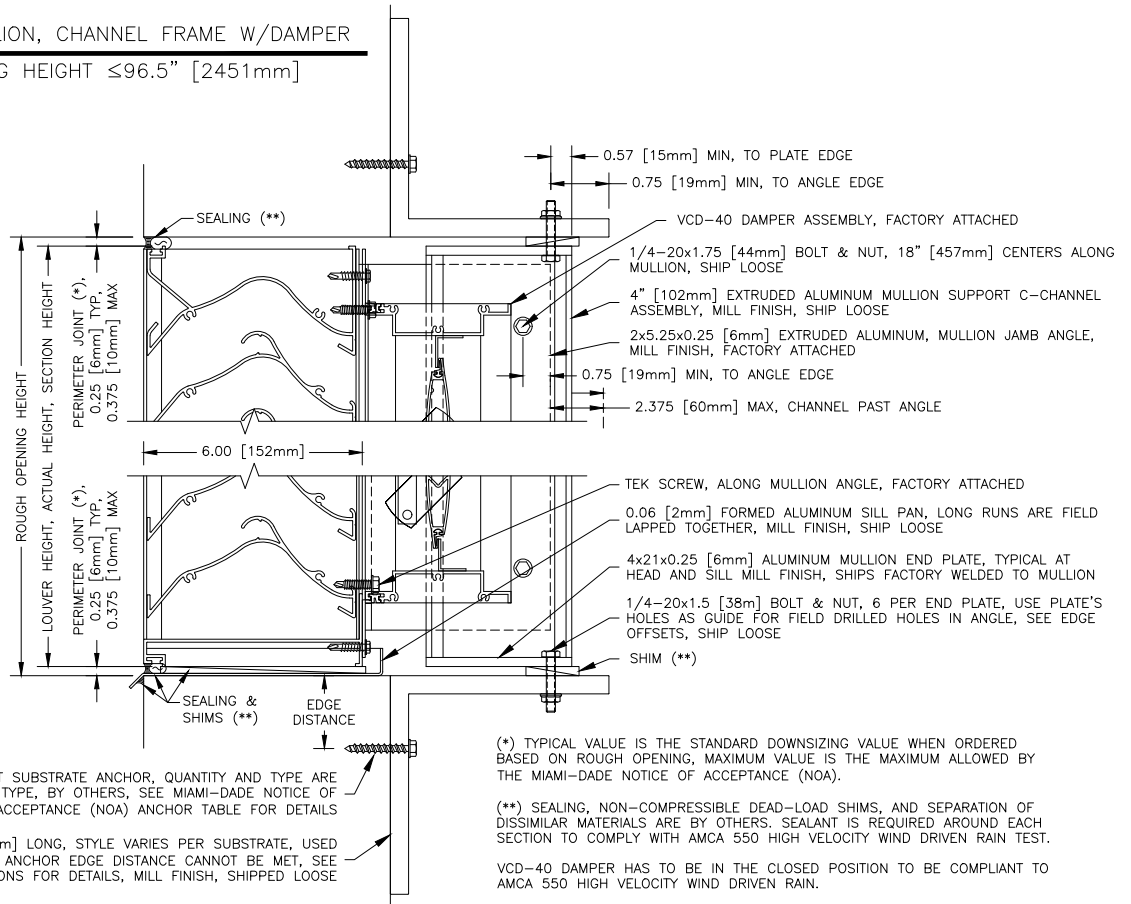 LION, CHANNEL FRAME W/DAMPER
G HEIGHT ≤96.5" [2451mm]
0.57 [15mm] MIN, TO PLATE EDGE
0.75 [19mm] MIN, TO ANGLE EDGE
SEALING (**)
VCD-40 DAMPER ASSEMBLY, FACTORY ATTACHED
1/4-20x1.75 [44mm] BOLT & NUT, 18" [457mm] CENTERS ALONG
MULLION, SHIP LOOSE
4" [102mm] EXTRUDED ALUMINUM MULLION SUPPORT C-CHANNEL
ASSEMBLY, MILL FINISH, SHIP LOOSE
2x5.25x0.25 [6mm] EXTRUDED ALUMINUM, MULLION JAMB ANGLE,
MILL FINISH, FACTORY ATTACHED
0.75 [19mm] MIN, TO ANGLE EDGE
2.375 [60mm] MAX, CHANNEL PAST ANGLE
ROUGH OPENING HEIGHT
LOUVER HEIGHT, ACTUAL HEIGHT, SECTION HEIGHT
PERIMETER JOINT (*),
0.25 [6mm] TYP,
0.375 [10mm] MAX
6.00 [152mm]
PERIMETER JOINT (*),
0.25 [6mm] TYP,
0.375 [10mm] MAX
TEK SCREW, ALONG MULLION ANGLE, FACTORY ATTACHED
0.06 [2mm] FORMED ALUMINUM SILL PAN, LONG RUNS ARE FIELD
LAPPED TOGETHER, MILL FINISH, SHIP LOOSE
4x21x0.25 [6mm] ALUMINUM MULLION END PLATE, TYPICAL AT
HEAD AND SILL MILL FINISH, SHIPS FACTORY WELDED TO MULLION
1/4-20x1.5 [38m] BOLT & NUT, 6 PER END PLATE, USE PLATE'S
HOLES AS GUIDE FOR FIELD DRILLED HOLES IN ANGLE, SEE EDGE
OFFSETS, SHIP LOOSE
SHIM (**)
SEALING &
SHIMS (**)
EDGE
DISTANCE
T SUBSTRATE ANCHOR, QUANTITY AND TYPE ARE
TYPE, BY OTHERS, SEE MIAMI-DADE NOTICE OF
ACCEPTANCE (NOA) ANCHOR TABLE FOR DETAILS
m] LONG, STYLE VARIES PER SUBSTRATE, USED
ANCHOR EDGE DISTANCE CANNOT BE MET, SEE
ONS FOR DETAILS, MILL FINISH, SHIPPED LOOSE
(*) TYPICAL VALUE IS THE STANDARD DOWNSIZING VALUE WHEN ORDERED
BASED ON ROUGH OPENING, MAXIMUM VALUE IS THE MAXIMUM ALLOWED BY
THE MIAMI-DADE NOTICE OF ACCEPTANCE (NOA).
(**) SEALING, NON-COMPRESSIBLE DEAD-LOAD SHIMS, AND SEPARATION OF
DISSIMILAR MATERIALS ARE BY OTHERS. SEALANT IS REQUIRED AROUND EACH
SECTION TO COMPLY WITH AMCA 550 HIGH VELOCITY WIND DRIVEN RAIN TEST.
VCD-40 DAMPER HAS TO BE IN THE CLOSED POSITION TO BE COMPLIANT TO
AMCA 550 HIGH VELOCITY WIND DRIVEN RAIN.